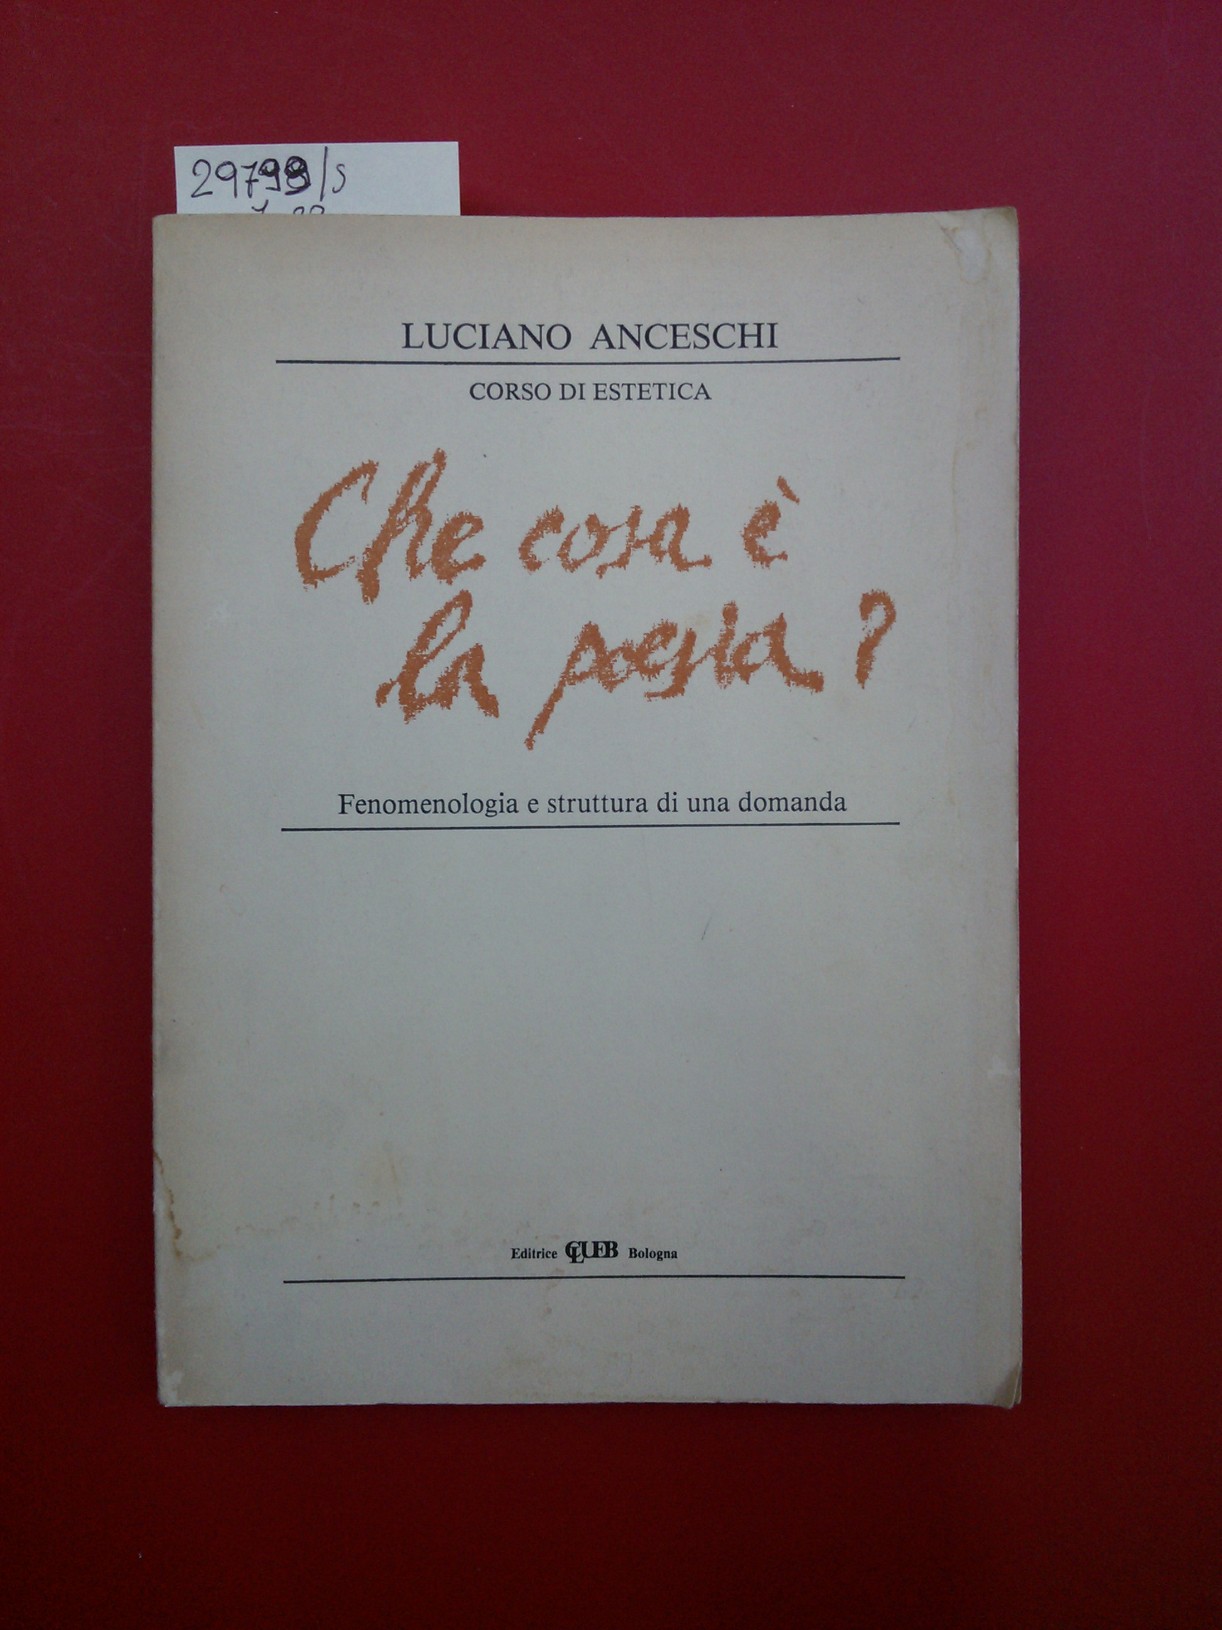 LUCIANO ANCESCHI
CORSO DI ESTETICA
Che cosa è
la poesia?
Fenomenologia e struttura di una domanda
Editrice CLUEB Bologna